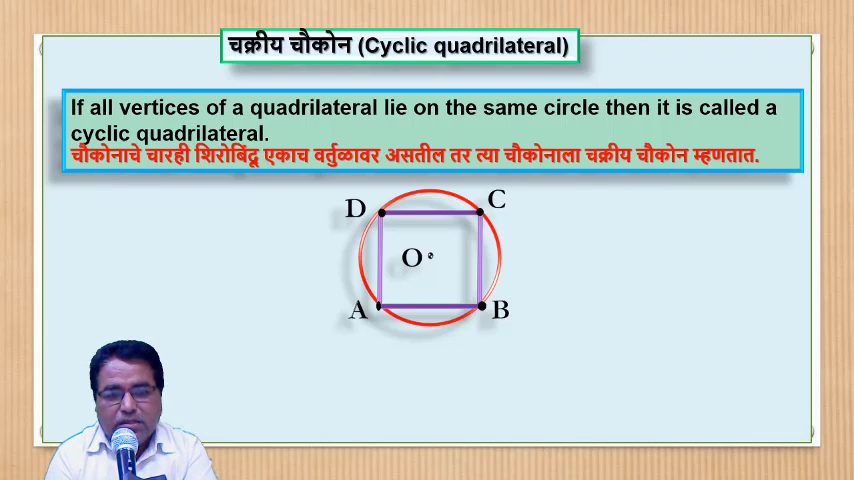 चक्रीय चौकोन (Cyclic quadrilateral)
If all vertices of a quadrilateral lie on the same circle then it is called a
cyclic quadrilateral.
चौकोनाचे चारही शिरोबिंदू एकाच वर्तुळावर असतील तर त्या चौकोनाला चक्रीय चौकोन म्हणतात.
D C
O
A B